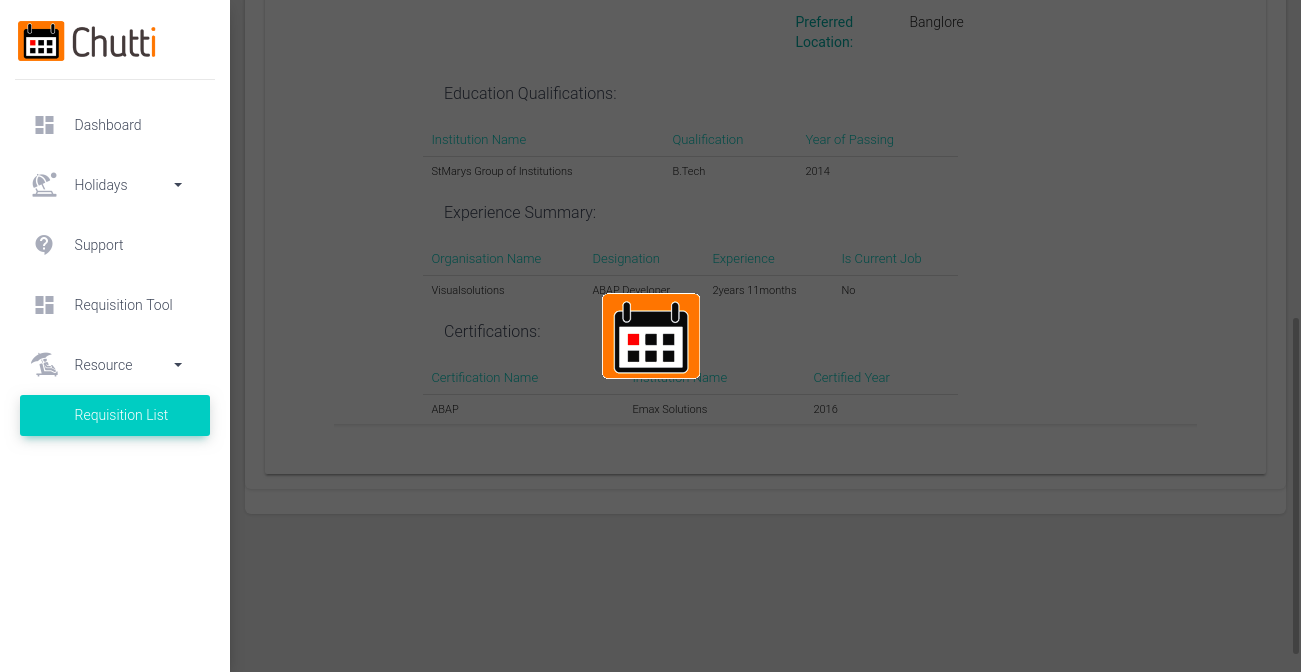 Chutti
Dashboard
Holidays
Support
Requisition Tool
Resource
Requisition List
Preferred
Location:
Banglore
Education Qualifications:
Institution Name Qualification Year of Passing
StMarys Group of Institutions B.Tech 2014
Experience Summary:
Organisation Name Designation Experience Is Current Job
Visualsolutions ABAP Developer 2years 11months No
Certifications:
Certification Name Institution Name Certified Year
ABAP Emax Solutions 2016